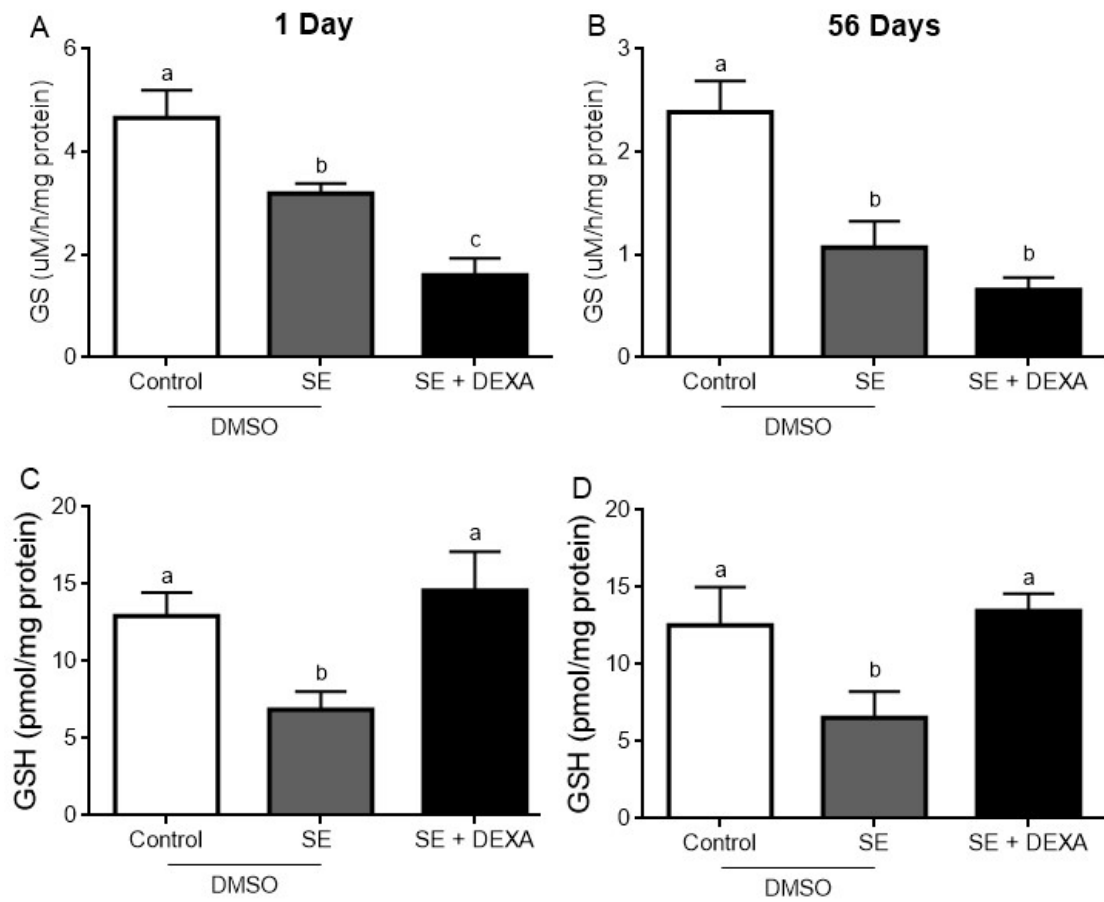 A
1 Day
B
56 Days
GS (uM/h/mg protein)
6
4
2
0
a
b
c
Control
SE
SE + DEXA
DMSO
GS (uM/h/mg protein)
3
2
1
0
a
b
b
Control
SE
SE + DEXA
DMSO
C
GSH (pmol/mg protein)
20
15
10
5
0
a
b
a
Control
SE
SE + DEXA
DMSO
D
GSH (pmol/mg protein)
20
15
10
5
0
a
b
a
Control
SE
SE + DEXA
DMSO